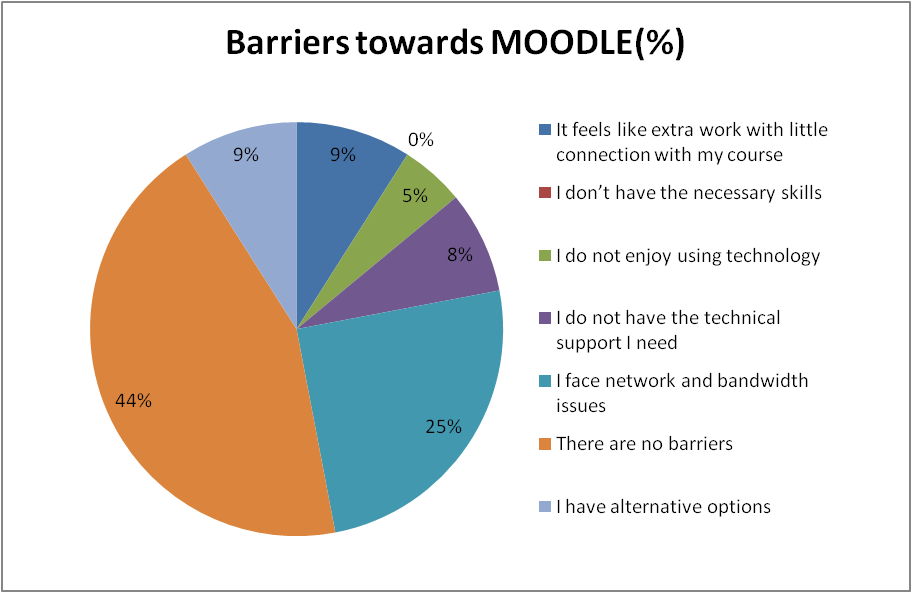 Barriers towards MOODLE(%)
9%
9%
0%
5%
8%
25%
44%
It feels like extra work with little
connection with my course
I don’t have the necessary skills
I do not enjoy using technology
I do not have the technical
support I need
I face network and bandwidth
issues
There are no barriers
I have alternative options